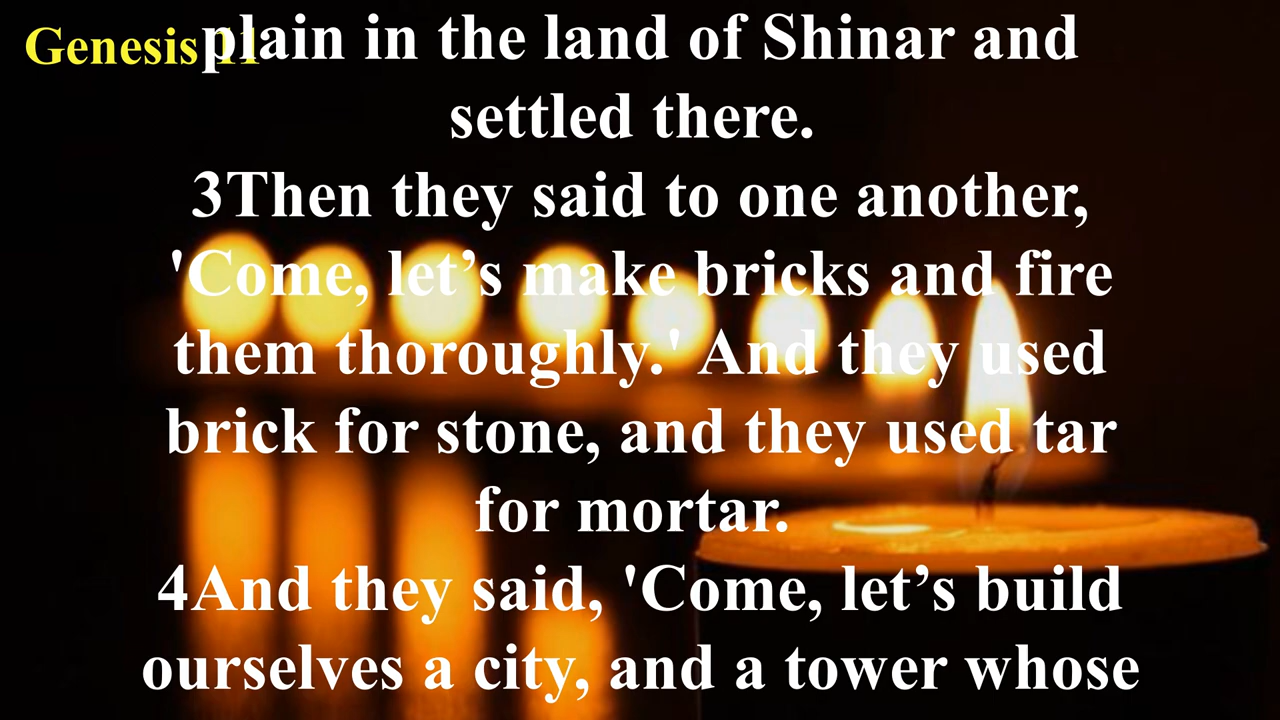 Genesis 11
plain in the land of Shinar and
settled there.
3Then they said to one another,
'Come, let’s make bricks and fire
them thoroughly.' And they used
brick for stone, and they used tar
for mortar.
4And they said, 'Come, let’s build
ourselves a city, and a tower whose